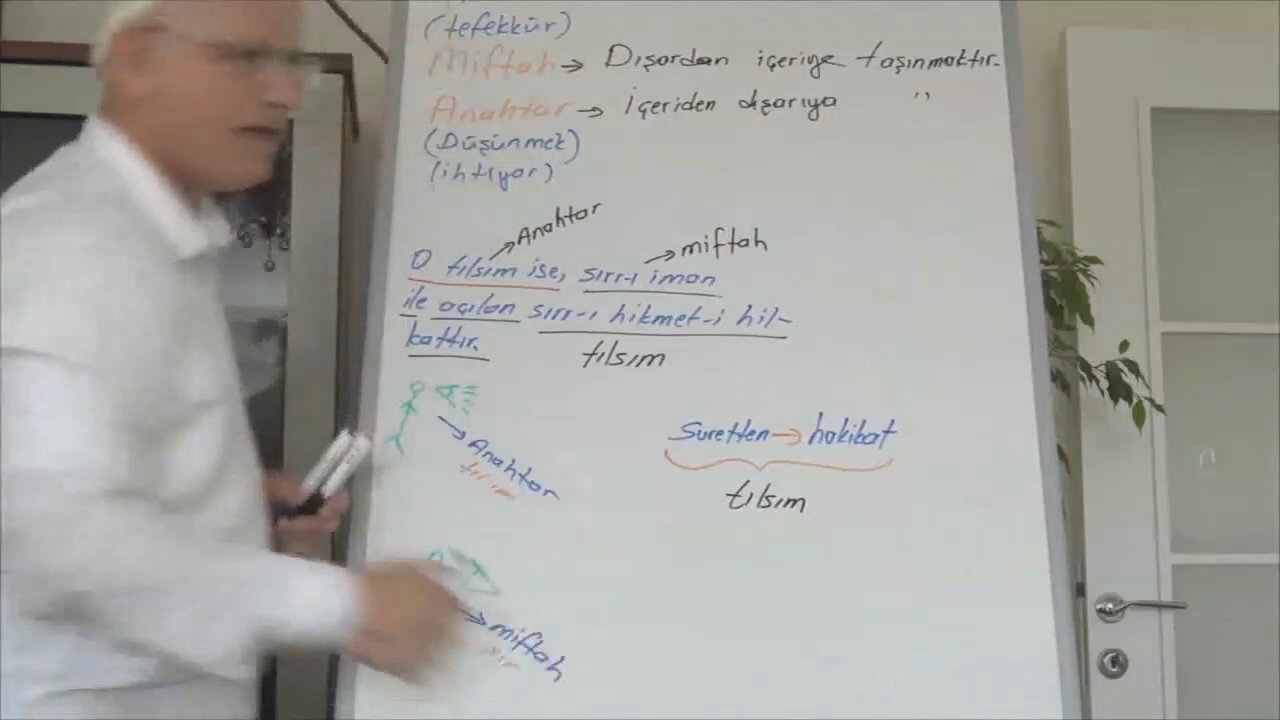 (tefekkür)
Miftah → Dışardan içeriye taşınmaktır.
Anahtar → İçeriden dışarıya "
(Düşünmek)
(ihtiyar)
Anahtar
miftah
O tılsım ise, sırr-ı iman
ile açılan sırr-ı hikmet-i hil-
kattır.
tılsım
Suretten → hakikat
tılsım
Anahtar
miftah
sır